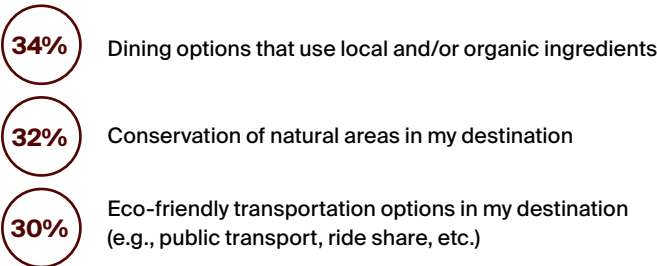 34% Dining options that use local and/or organic ingredients
32% Conservation of natural areas in my destination
30% Eco-friendly transportation options in my destination
(e.g., public transport, ride share, etc.)